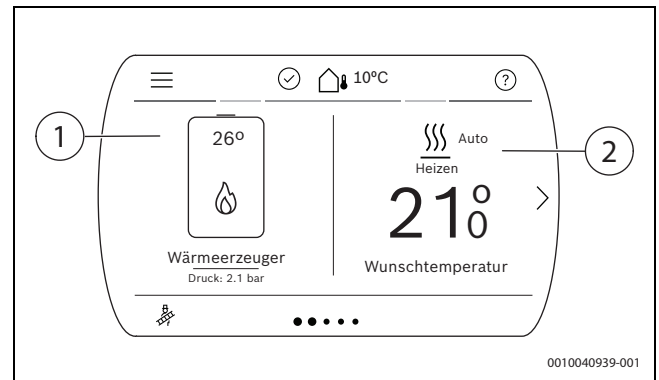 10°C
?
1
26°
Auto
2
Heizen
21°0
Wärmeerzeuger
Wunschtemperatur
Druck: 2.1 bar
0010040939-001